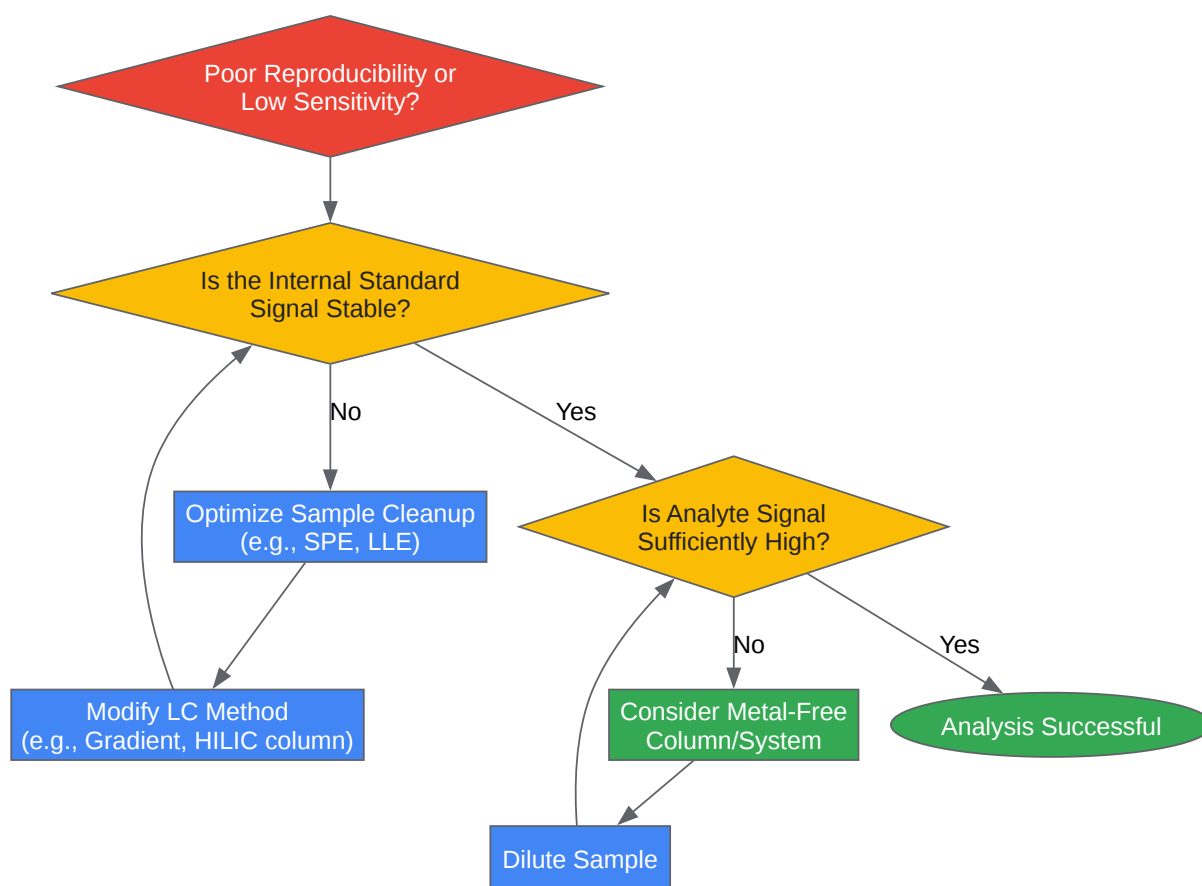 Poor Reproducibility or
Low Sensitivity?
Is the Internal Standard
Signal Stable?
No
Yes
Optimize Sample Cleanup
(e.g., SPE, LLE)
Is Analyte Signal
Sufficiently High?
No
Yes
Modify LC Method
(e.g., Gradient, HILIC column)
Consider Metal-Free
Column/System
Analysis Successful
Dilute Sample